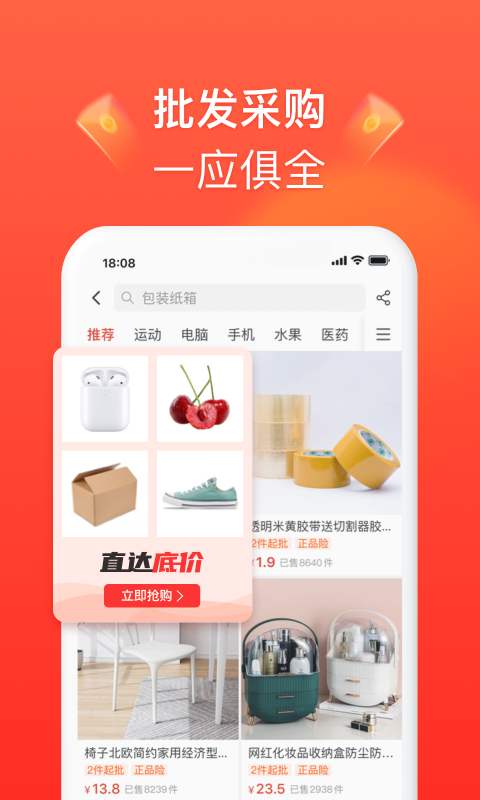 批发采购
一应俱全
18:08
包装纸箱
推荐 运动 电脑 手机 水果 医药
直达底价
立即抢购
透明米黄胶带送切割器胶...
2件起批 正品险
¥1.9 已售8640件
椅子北欧简约家用经济型...
2件起批 正品险
¥13.8 已售8239件
网红化妆品收纳盒防尘防...
2件起批 正品险
¥23.5 已售6038件